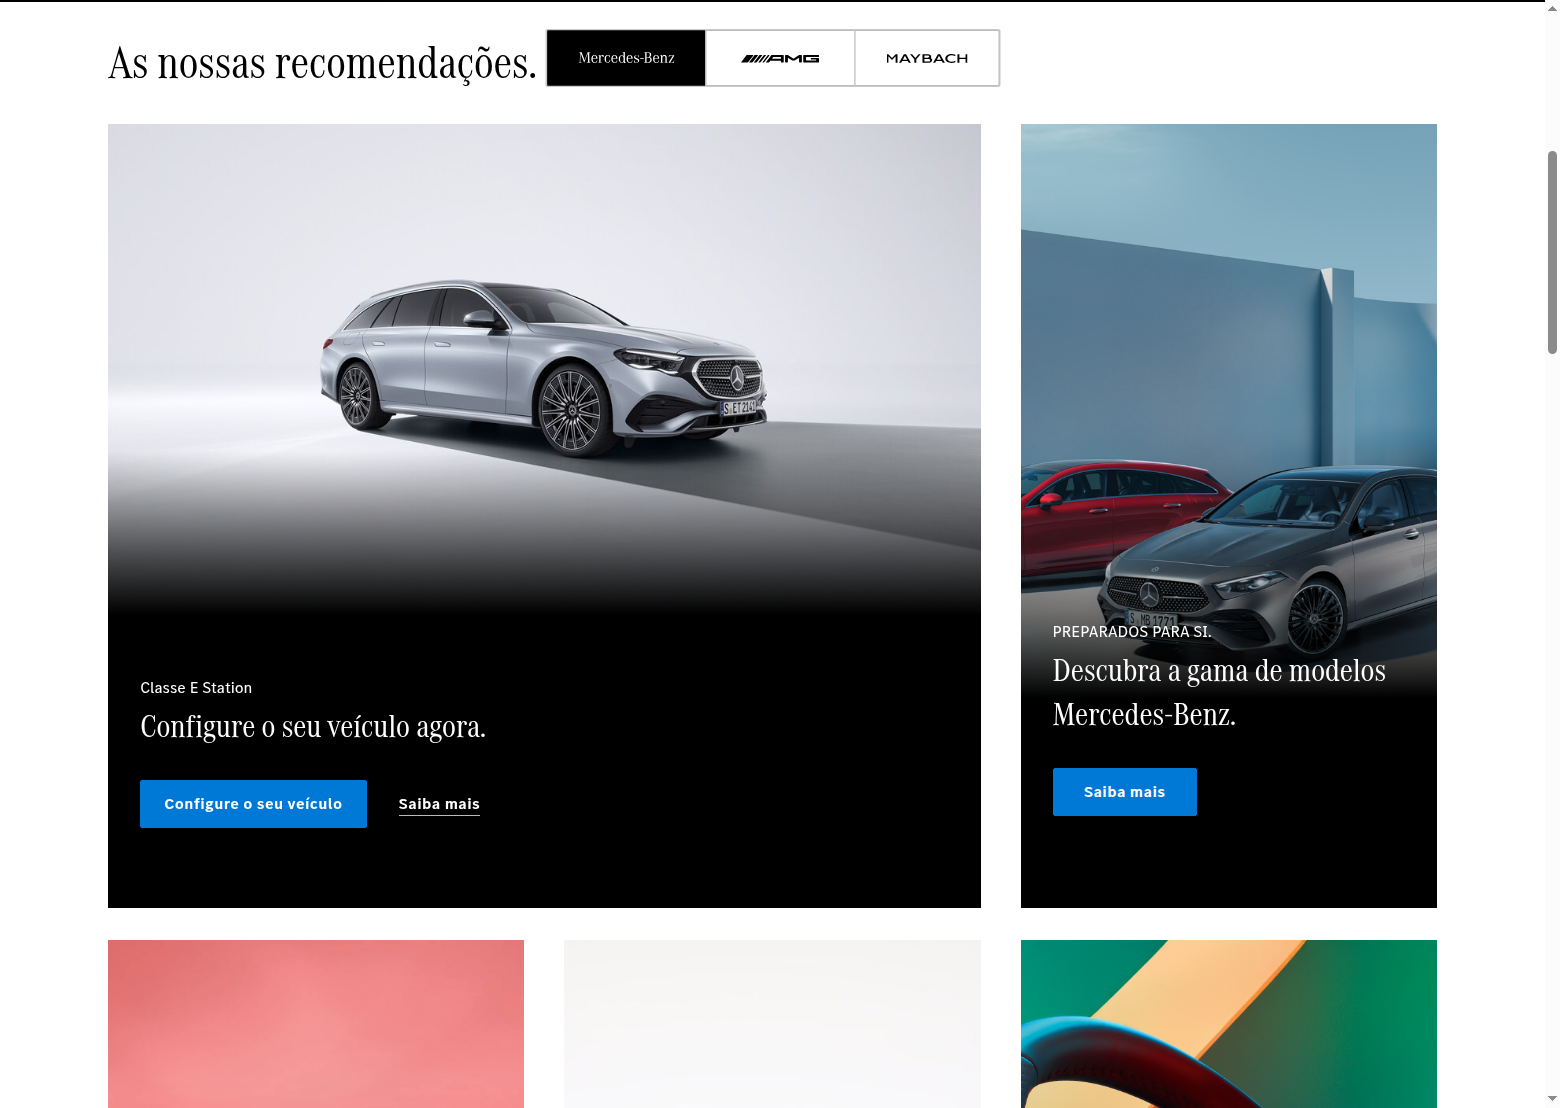 As nossas recomendações.
Mercedes-Benz
AMG
MAYBACH
S ET 2141
Classe E Station
Configure o seu veículo agora.
Configure o seu veículo
Saiba mais
S MB 1771
PREPARADOS PARA SI.
Descubra a gama de modelos
Mercedes-Benz.
Saiba mais